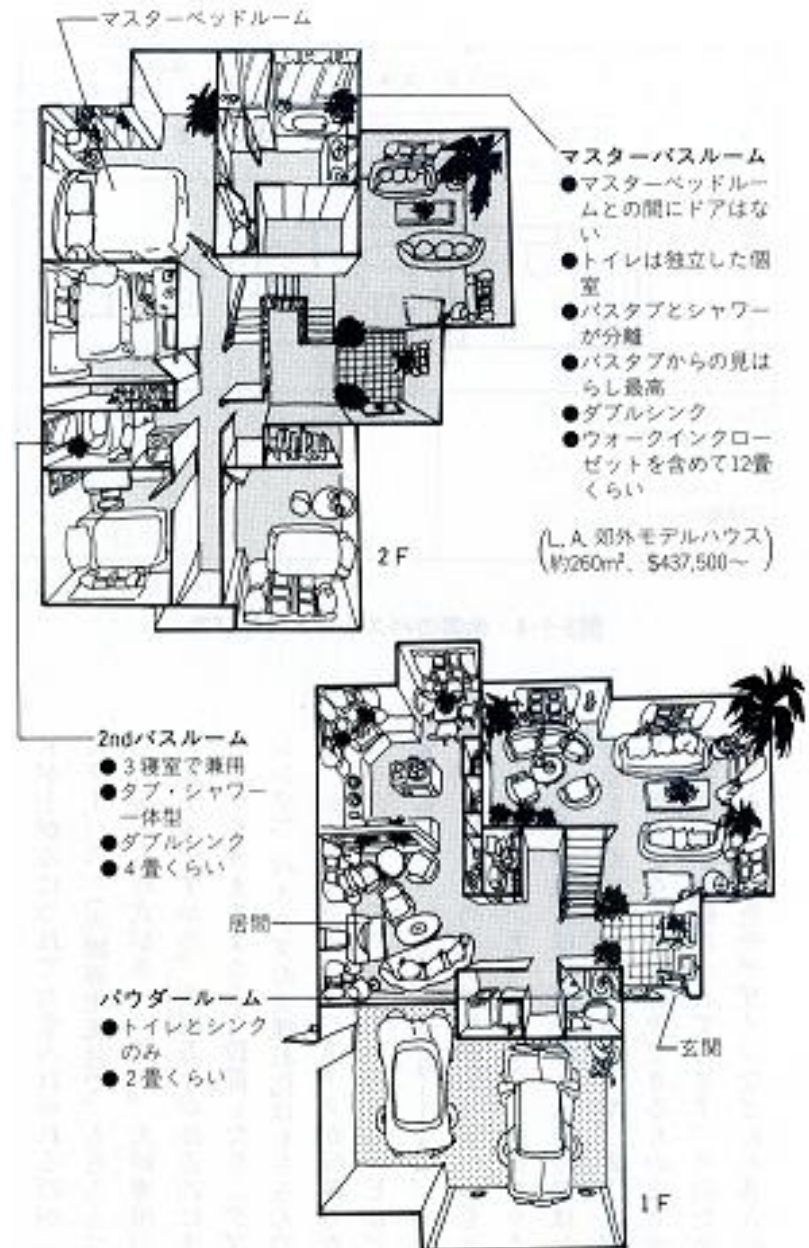 マスターベッドルーム
マスターバスルーム
●マスターベッドルー
ムとの間にドアはな
い
●トイレは独立した個
室
●バスタブとシャワー
が分離
●バスタブからの見は
らし最高
●ダブルシンク
●ウォークインクロー
ゼットを含めて12畳
くらい
(L.A.郊外モデルハウス
約260m²、$437,500〜)
2F
2ndバスルーム
●3寝室で兼用
●タブ・シャワー
一体型
●ダブルシンク
●4畳くらい
居間
パウダールーム
●トイレとシンク
のみ
●2畳くらい
玄関
1F